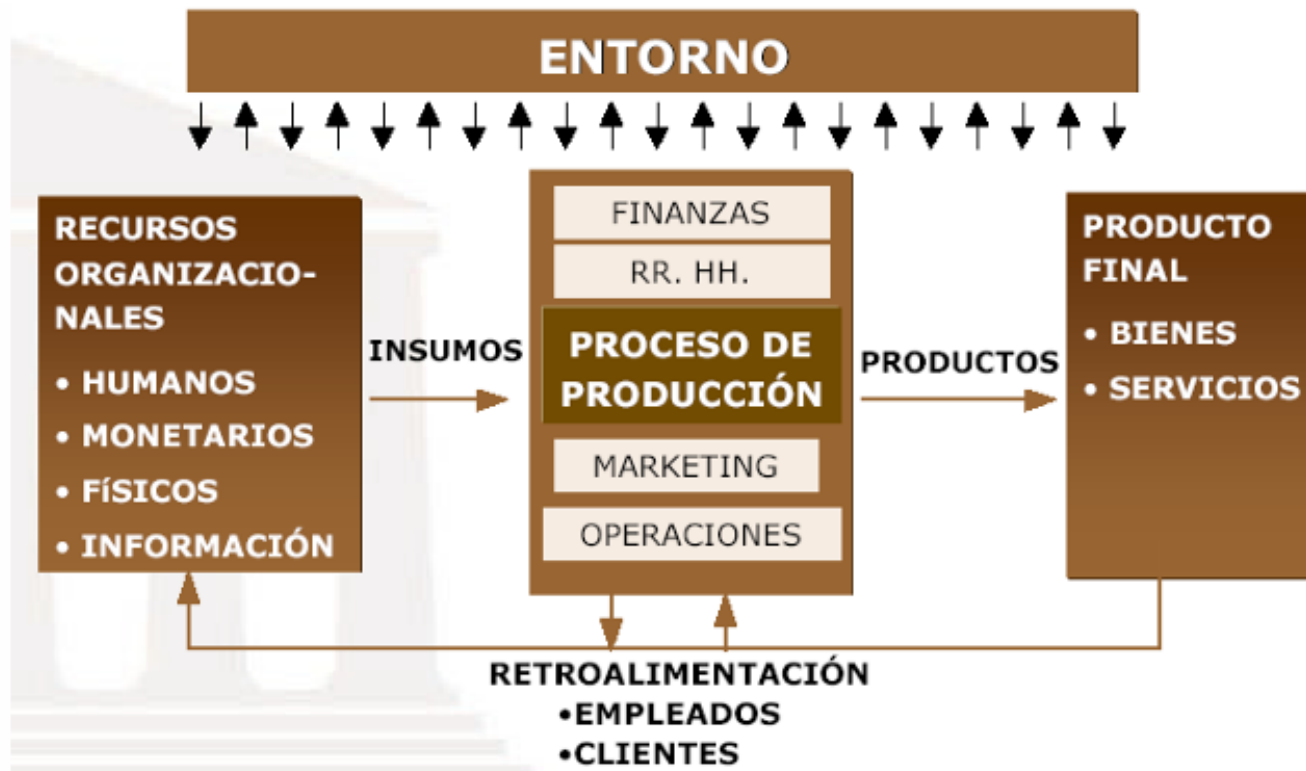 ENTORNO
RECURSOS
ORGANIZACIO-
NALES
• HUMANOS
• MONETARIOS
• FíSICOS
• INFORMACIÓN
INSUMOS
FINANZAS
RR. HH.
PROCESO DE
PRODUCCIÓN
MARKETING
OPERACIONES
PRODUCTOS
PRODUCTO
FINAL
• BIENES
• SERVICIOS
RETROALIMENTACIÓN
•EMPLEADOS
•CLIENTES